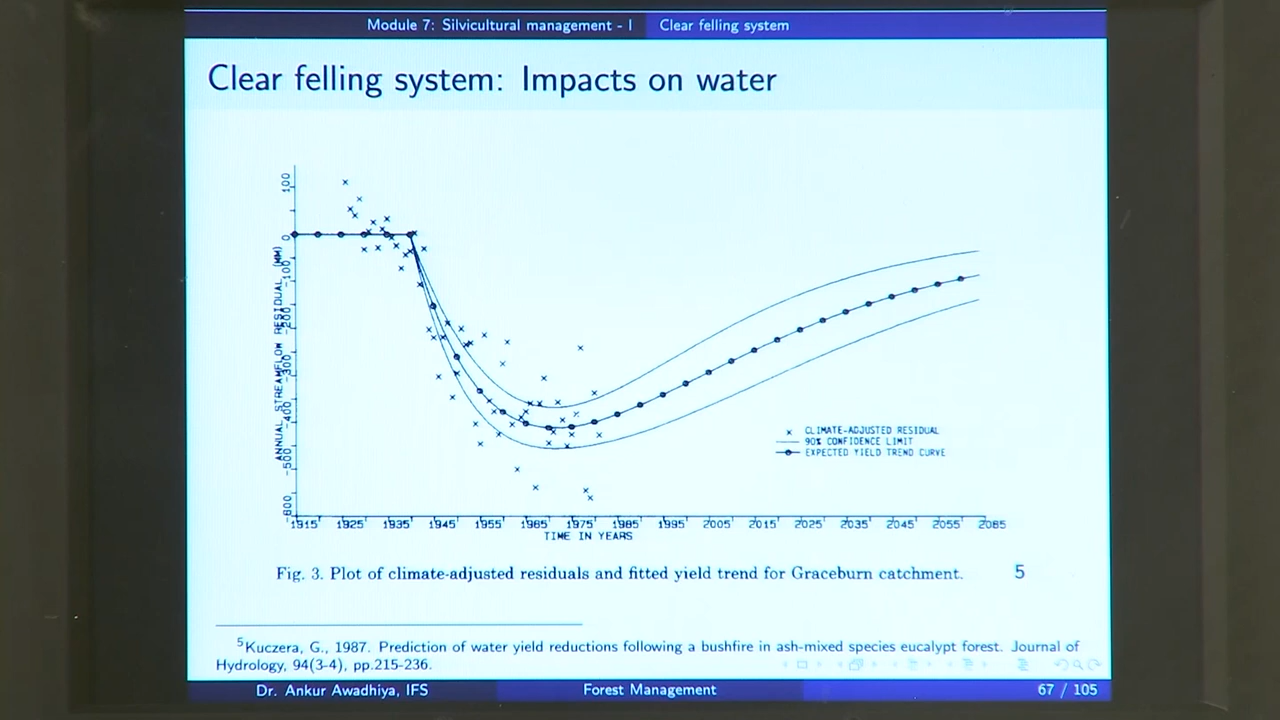 Module 7: Silvicultural management - I Clear felling system
Clear felling system: Impacts on water
ANNUAL STREAMFLOW RESIDUAL (MM)
100
0
-100
-200
-300
-400
-500
-600
× CLIMATE-ADJUSTED RESIDUAL
90% CONFIDENCE LIMIT
EXPECTED YIELD TREND CURVE
1915 1925 1935 1945 1955 1965 1975 1985 1995 2005 2015 2025 2035 2045 2055 2065
TIME IN YEARS
Fig. 3. Plot of climate-adjusted residuals and fitted yield trend for Graceburn catchment. 5
5Kuczera, G., 1987. Prediction of water yield reductions following a bushfire in ash-mixed species eucalypt forest. Journal of
Hydrology, 94(3-4), pp.215-236.
Dr. Ankur Awadhiya, IFS Forest Management 67 / 105